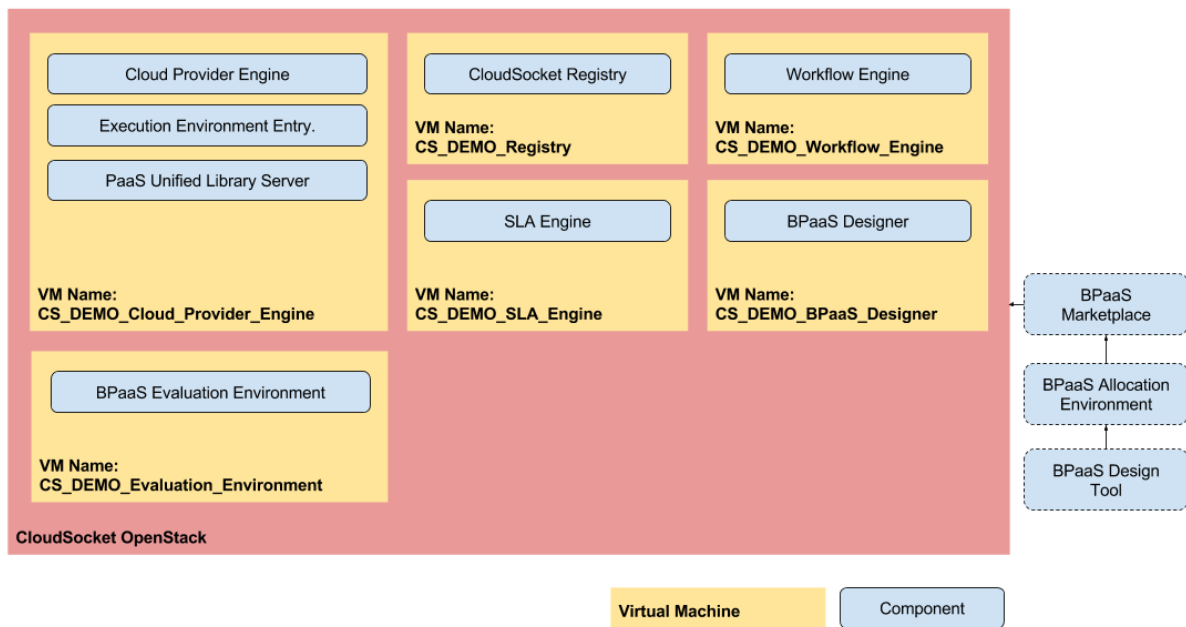 Cloud Provider Engine
Execution Environment Entry.
PaaS Unified Library Server
VM Name:
CS_DEMO_Cloud_Provider_Engine
CloudSocket Registry
VM Name:
CS_DEMO_Registry
Workflow Engine
VM Name:
CS_DEMO_Workflow_Engine
SLA Engine
VM Name:
CS_DEMO_SLA_Engine
BPaaS Designer
VM Name:
CS_DEMO_BPaaS_Designer
BPaaS Evaluation Environment
VM Name:
CS_DEMO_Evaluation_Environment
CloudSocket OpenStack
BPaaS
Marketplace
BPaaS Allocation
Environment
BPaaS Design
Tool
Virtual Machine
Component